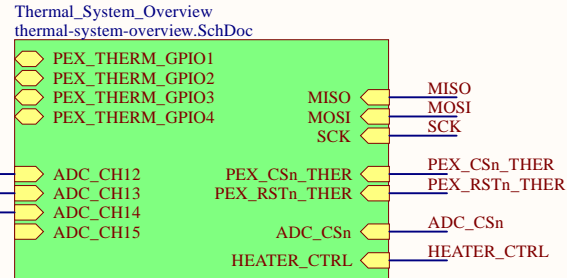 Thermal_System_Overview
thermal-system-overview.SchDoc
PEX_THERM_GPIO1
PEX_THERM_GPIO2
PEX_THERM_GPIO3
PEX_THERM_GPIO4
MISO MISO
MOSI MOSI
SCK SCK
ADC_CH12 PEX_CSn_THER PEX_CSn_THER
ADC_CH13 PEX_RSTn_THER PEX_RSTn_THER
ADC_CH14
ADC_CH15 ADC_CSn ADC_CSn
HEATER_CTRL HEATER_CTRL